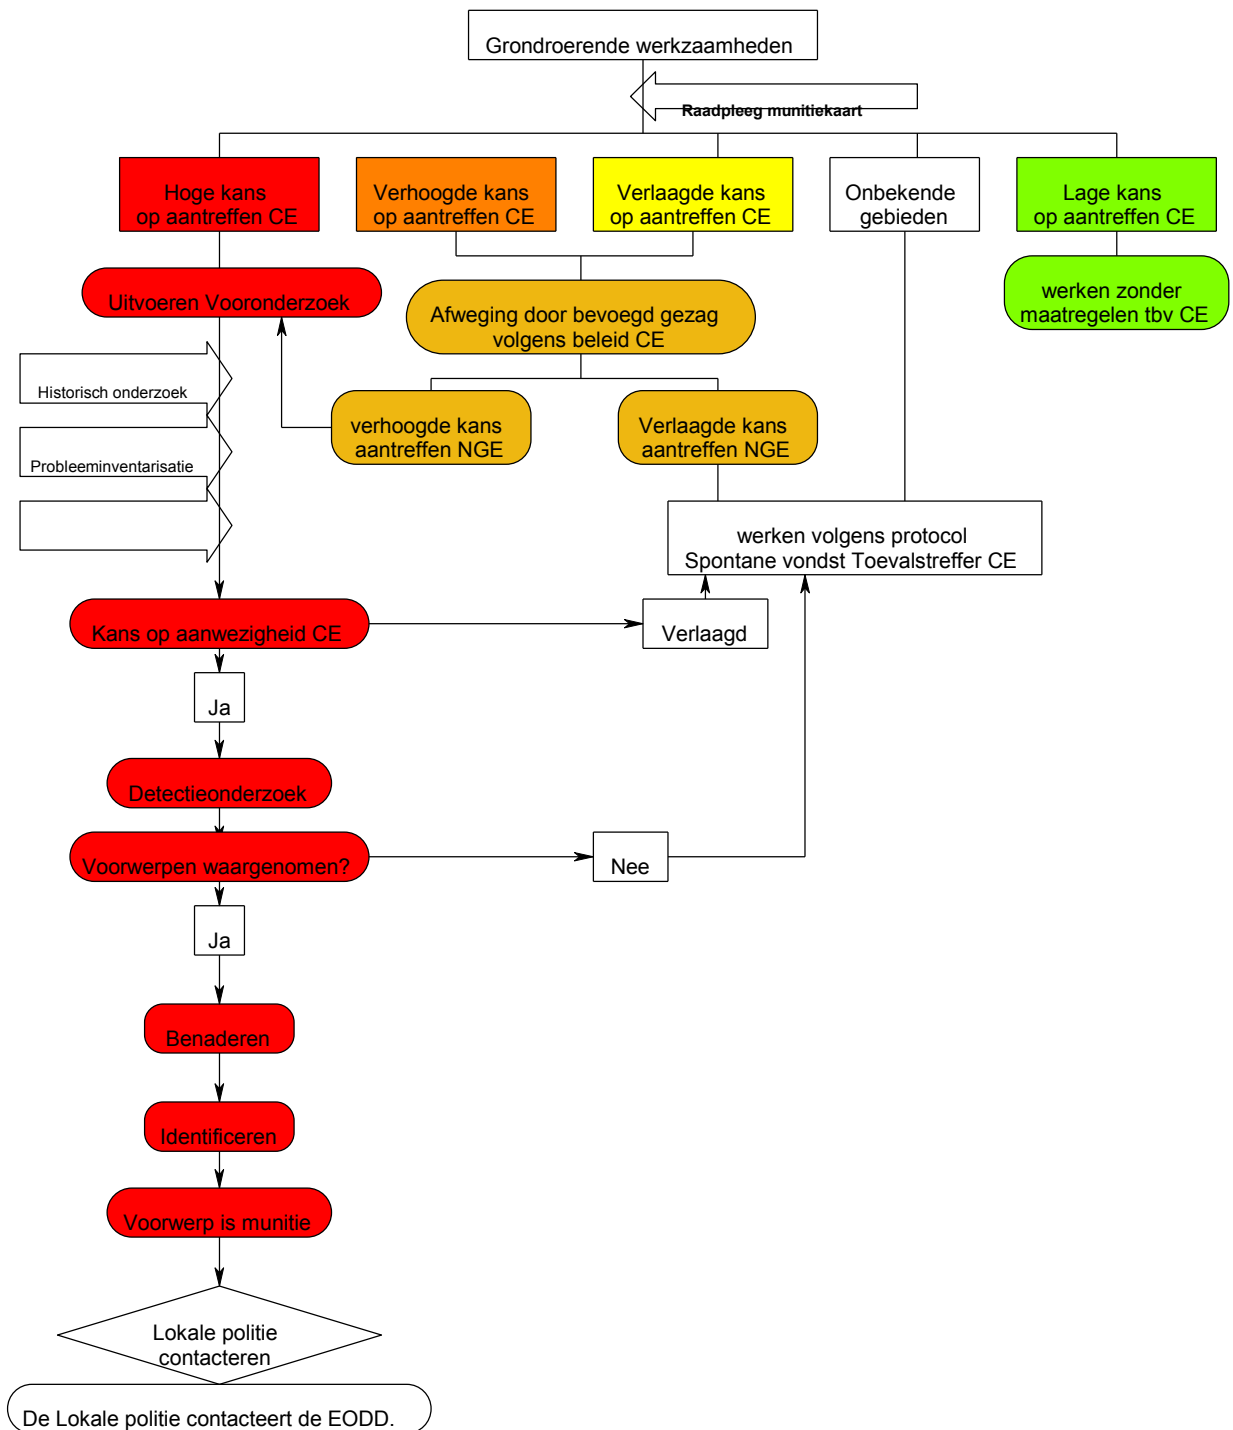 Grondroerende werkzaamheden
Raadpleeg munitiekaart
Hoge kans
op aantreffen CE
Verhoogde kans
op aantreffen CE
Verlaagde kans
op aantreffen CE
Onbekende
gebieden
Lage kans
op aantreffen CE
Uitvoeren Vooronderzoek
Afweging door bevoegd gezag
volgens beleid CE
werken zonder
maatregelen tbv CE
Historisch onderzoek
verhoogde kans
aantreffen NGE
Verlaagde kans
aantreffen NGE
Probleeminventarisatie
werken volgens protocol
Spontane vondst Toevalstreffer CE
Kans op aanwezigheid CE
Verlaagd
Ja
Detectieonderzoek
Voorwerpen waargenomen?
Nee
Ja
Benaderen
Identificeren
Voorwerp is munitie
Lokale politie
contacteren
De Lokale politie contacteert de EODD.